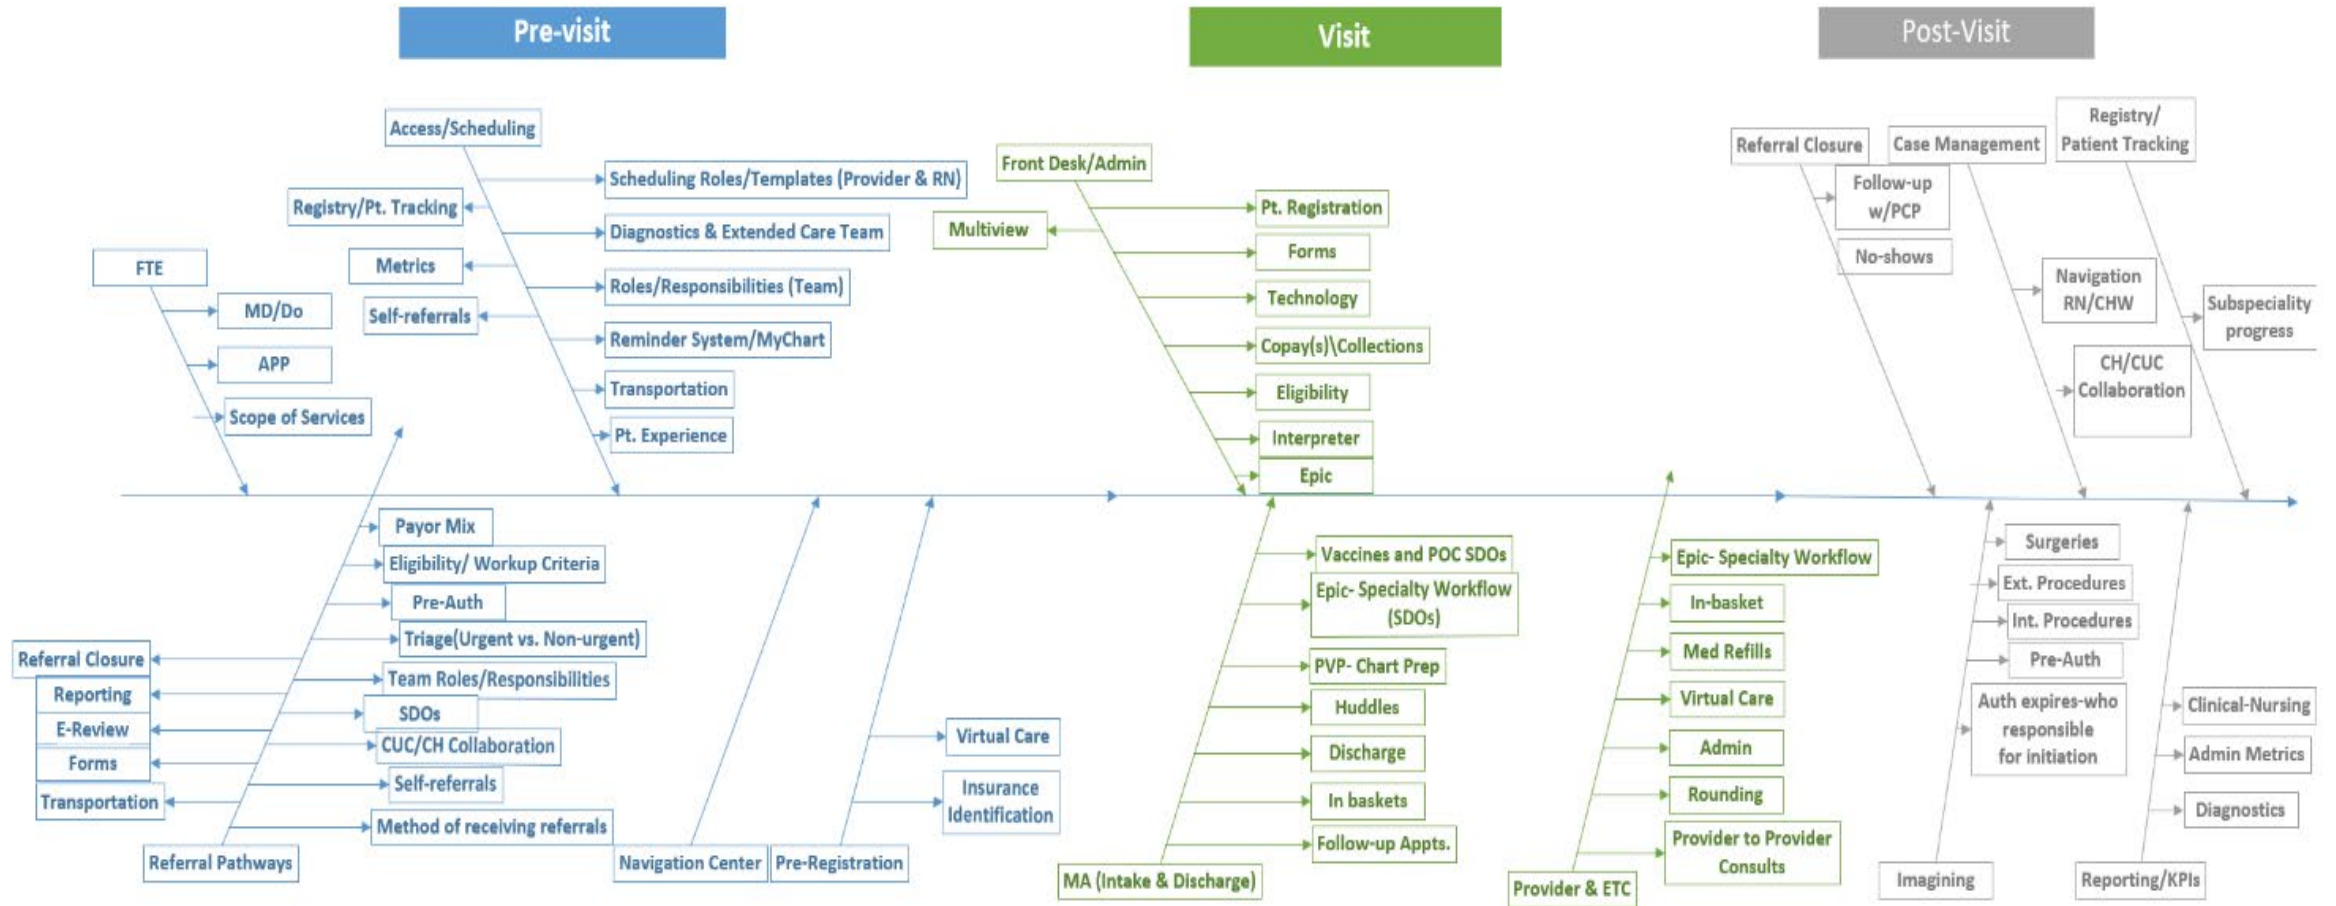 Pre-visit
Visit
Post-Visit
Access/Scheduling
Scheduling Roles/Templates (Provider & RN)
Registry/Pt. Tracking
Diagnostics & Extended Care Team
Metrics
Roles/Responsibilities (Team)
Self-referrals
Reminder System/MyChart
Transportation
Pt. Experience
FTE
MD/Do
APP
Scope of Services
Front Desk/Admin
Pt. Registration
Multiview
Forms
Technology
Copay(s)\Collections
Eligibility
Interpreter
Epic
Referral Closure
Follow-up
w/PCP
No-shows
Case Management
Navigation
RN/CHW
CH/CUC
Collaboration
Registry/
Patient Tracking
Subspeciality
progress
Payor Mix
Eligibility/ Workup Criteria
Pre-Auth
Triage(Urgent vs. Non-urgent)
Referral Closure
Team Roles/Responsibilities
Reporting
SDOs
E-Review
CUC/CH Collaboration
Forms
Self-referrals
Transportation
Method of receiving referrals
Referral Pathways
Navigation Center
Virtual Care
Insurance
Identification
Pre-Registration
Vaccines and POC SDOs
Epic- Specialty Workflow
(SDOs)
PVP- Chart Prep
Huddles
Discharge
In baskets
Follow-up Appts.
MA (Intake & Discharge)
Epic- Specialty Workflow
In-basket
Med Refills
Virtual Care
Admin
Rounding
Provider to Provider
Consults
Provider & ETC
Surgeries
Ext. Procedures
Int. Procedures
Pre-Auth
Auth expires-who
responsible
for initiation
Imagining
Clinical-Nursing
Admin Metrics
Diagnostics
Reporting/KPIs